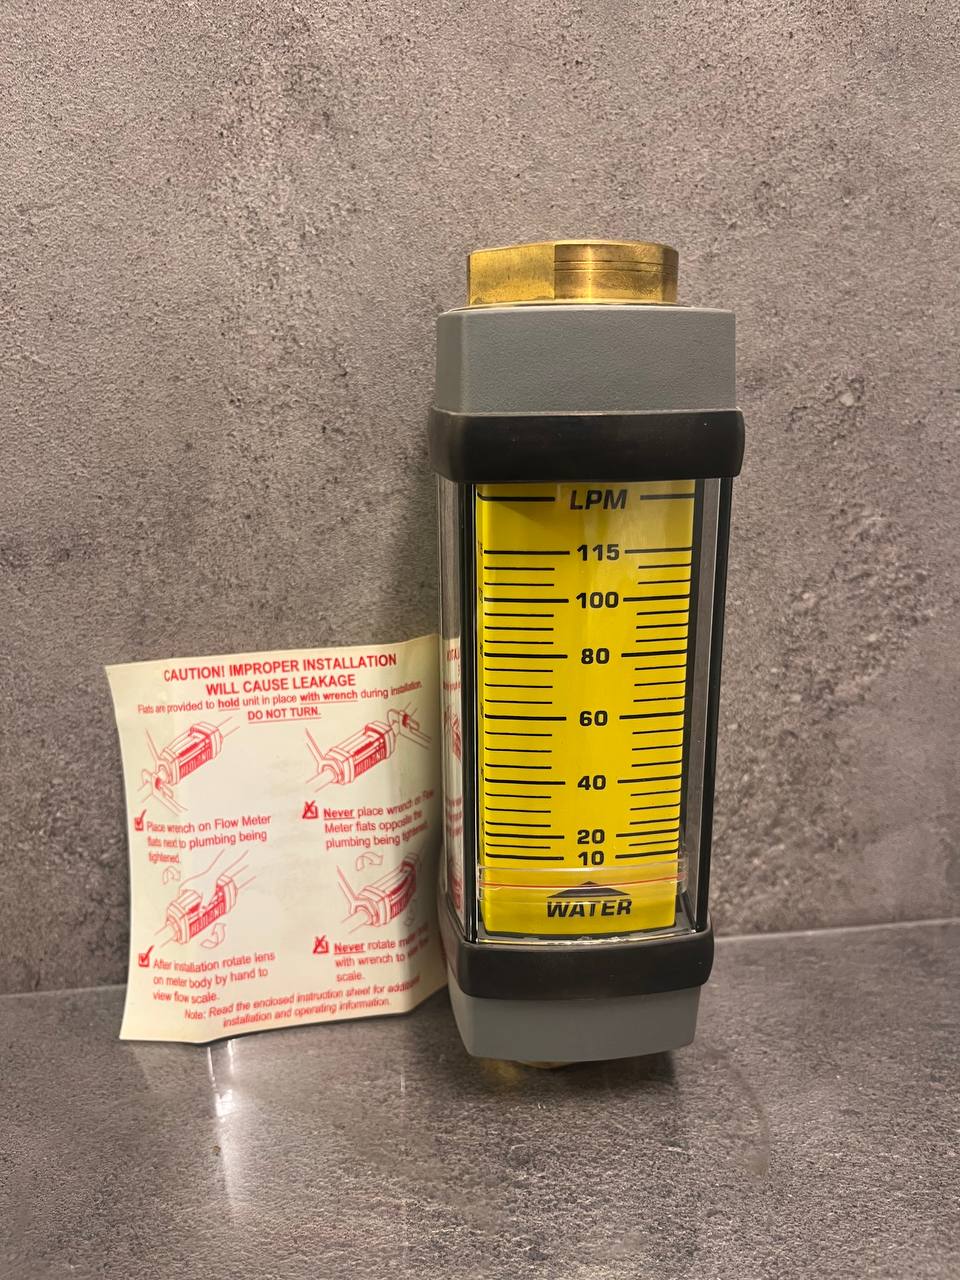 CAUTION! IMPROPER INSTALLATION
WILL CAUSE LEAKAGE
Flats are provided to hold unit in place with wrench during installation.
DO NOT TURN.
HEDLAND
HEDLAND
Place wrench on Flow Meter
flats next to plumbing being
tightened.
Never place wrench on Flow
Meter flats opposite the
plumbing being tightened.
HEDLAND
HEDLAND
After installation rotate lens
on meter body by hand to
view flow scale.
Never rotate
with wrench to
scale.
Note: Read the enclosed instruction sheet for
installation and operating information.
LPM
115
100
80
60
40
20
10
WATER